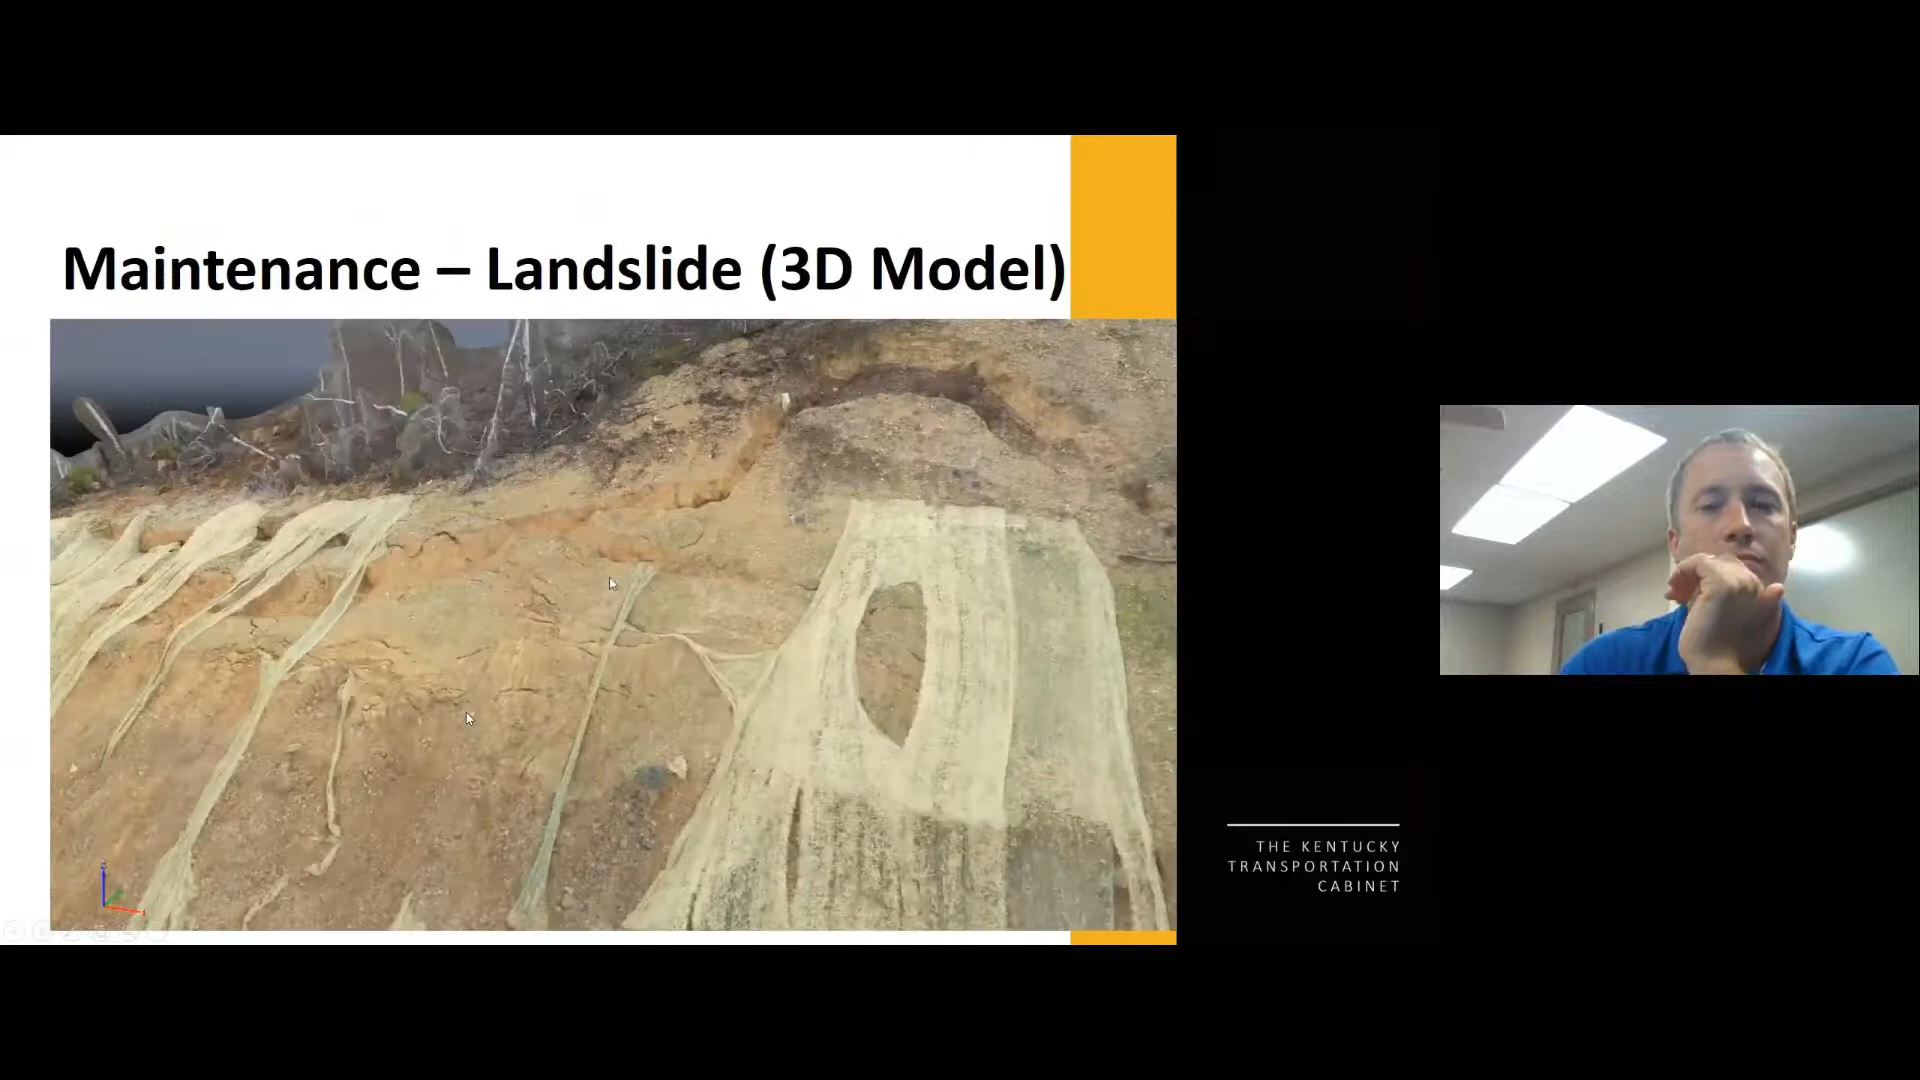 Maintenance – Landslide (3D Model)
THE KENTUCKY
TRANSPORTATION
CABINET